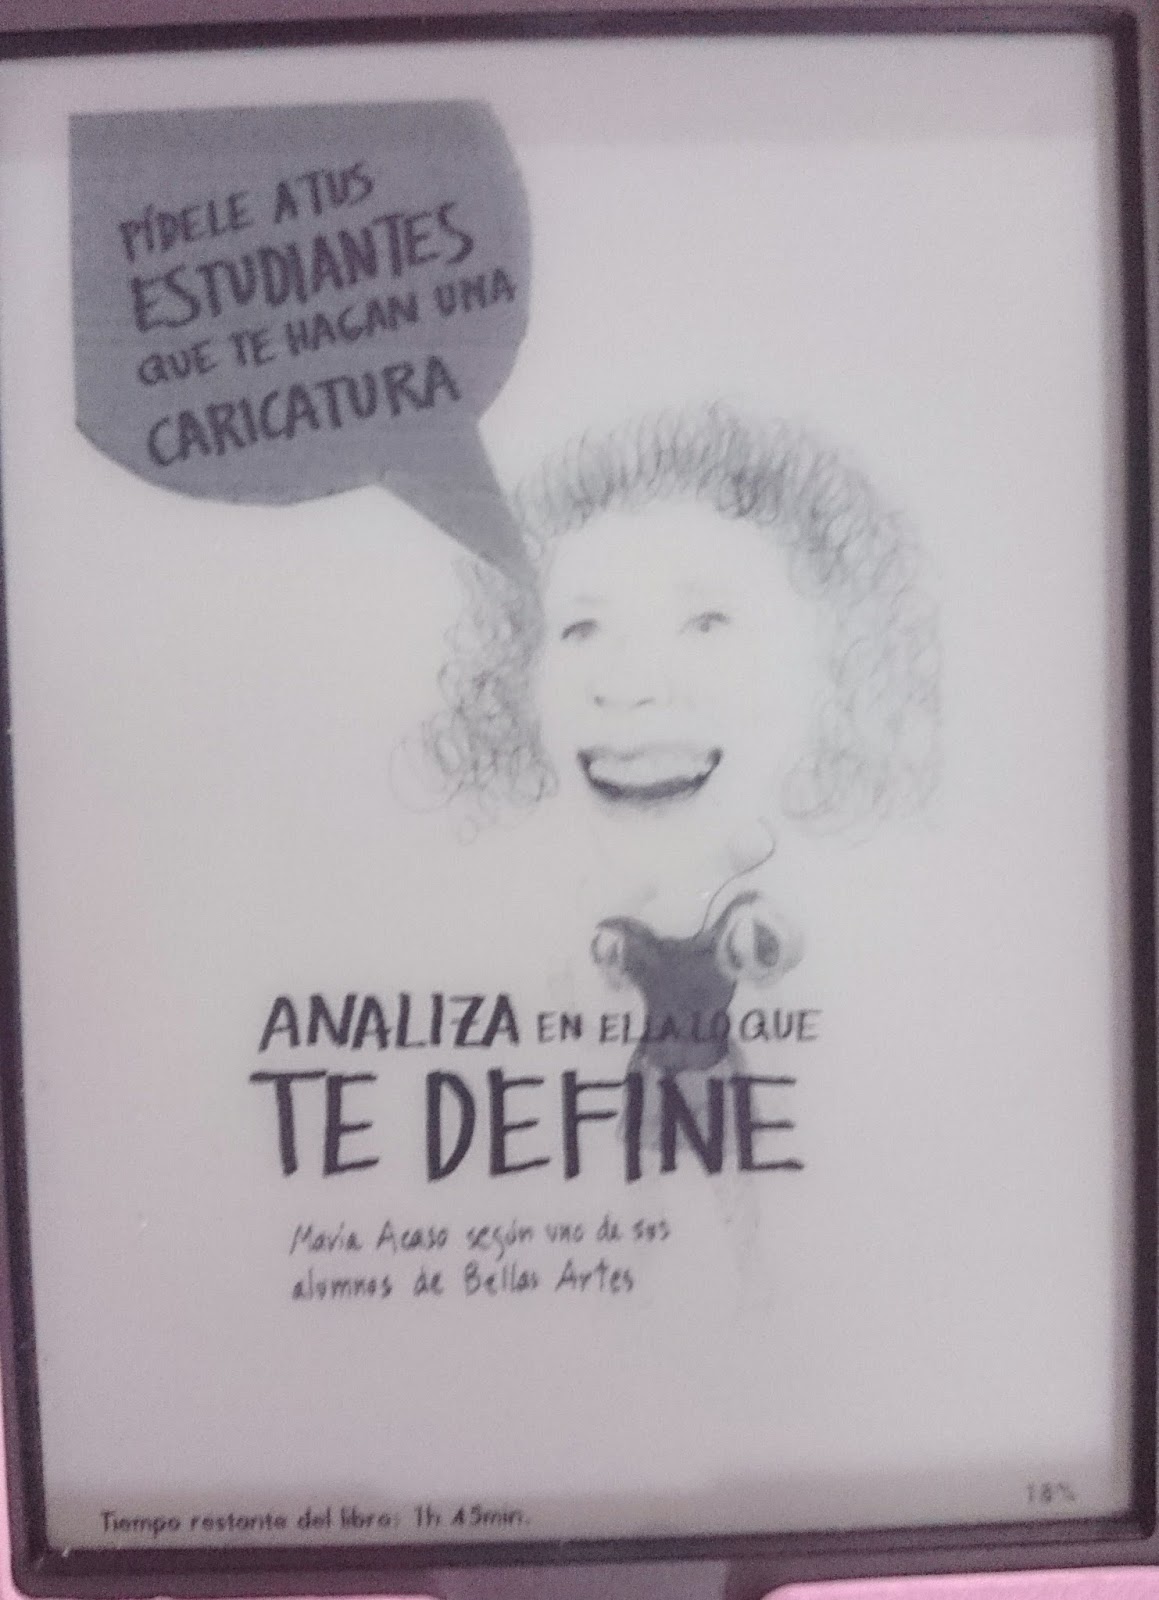 PÍDELE A TUS
ESTUDIANTES
QUE TE HAGAN UNA
CARICATURA
ANALIZA EN ELLA LO QUE
TE DEFINE
María Acaso según uno de sus
alumnos de Bellas Artes
18%
Tiempo restante del libro: 1h 45min.